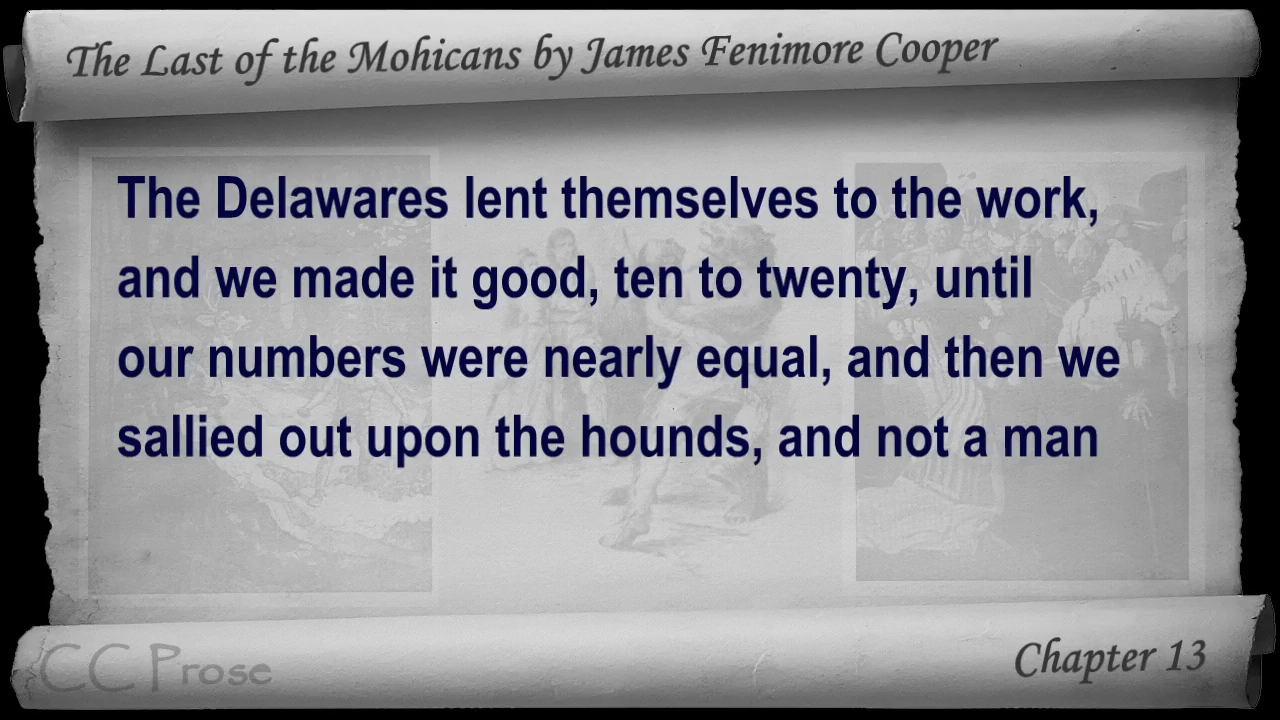 The Last of the Mohicans by James Fenimore Cooper
The Delawares lent themselves to the work,
and we made it good, ten to twenty, until
our numbers were nearly equal, and then we
sallied out upon the hounds, and not a man
CC Prose
Chapter 13